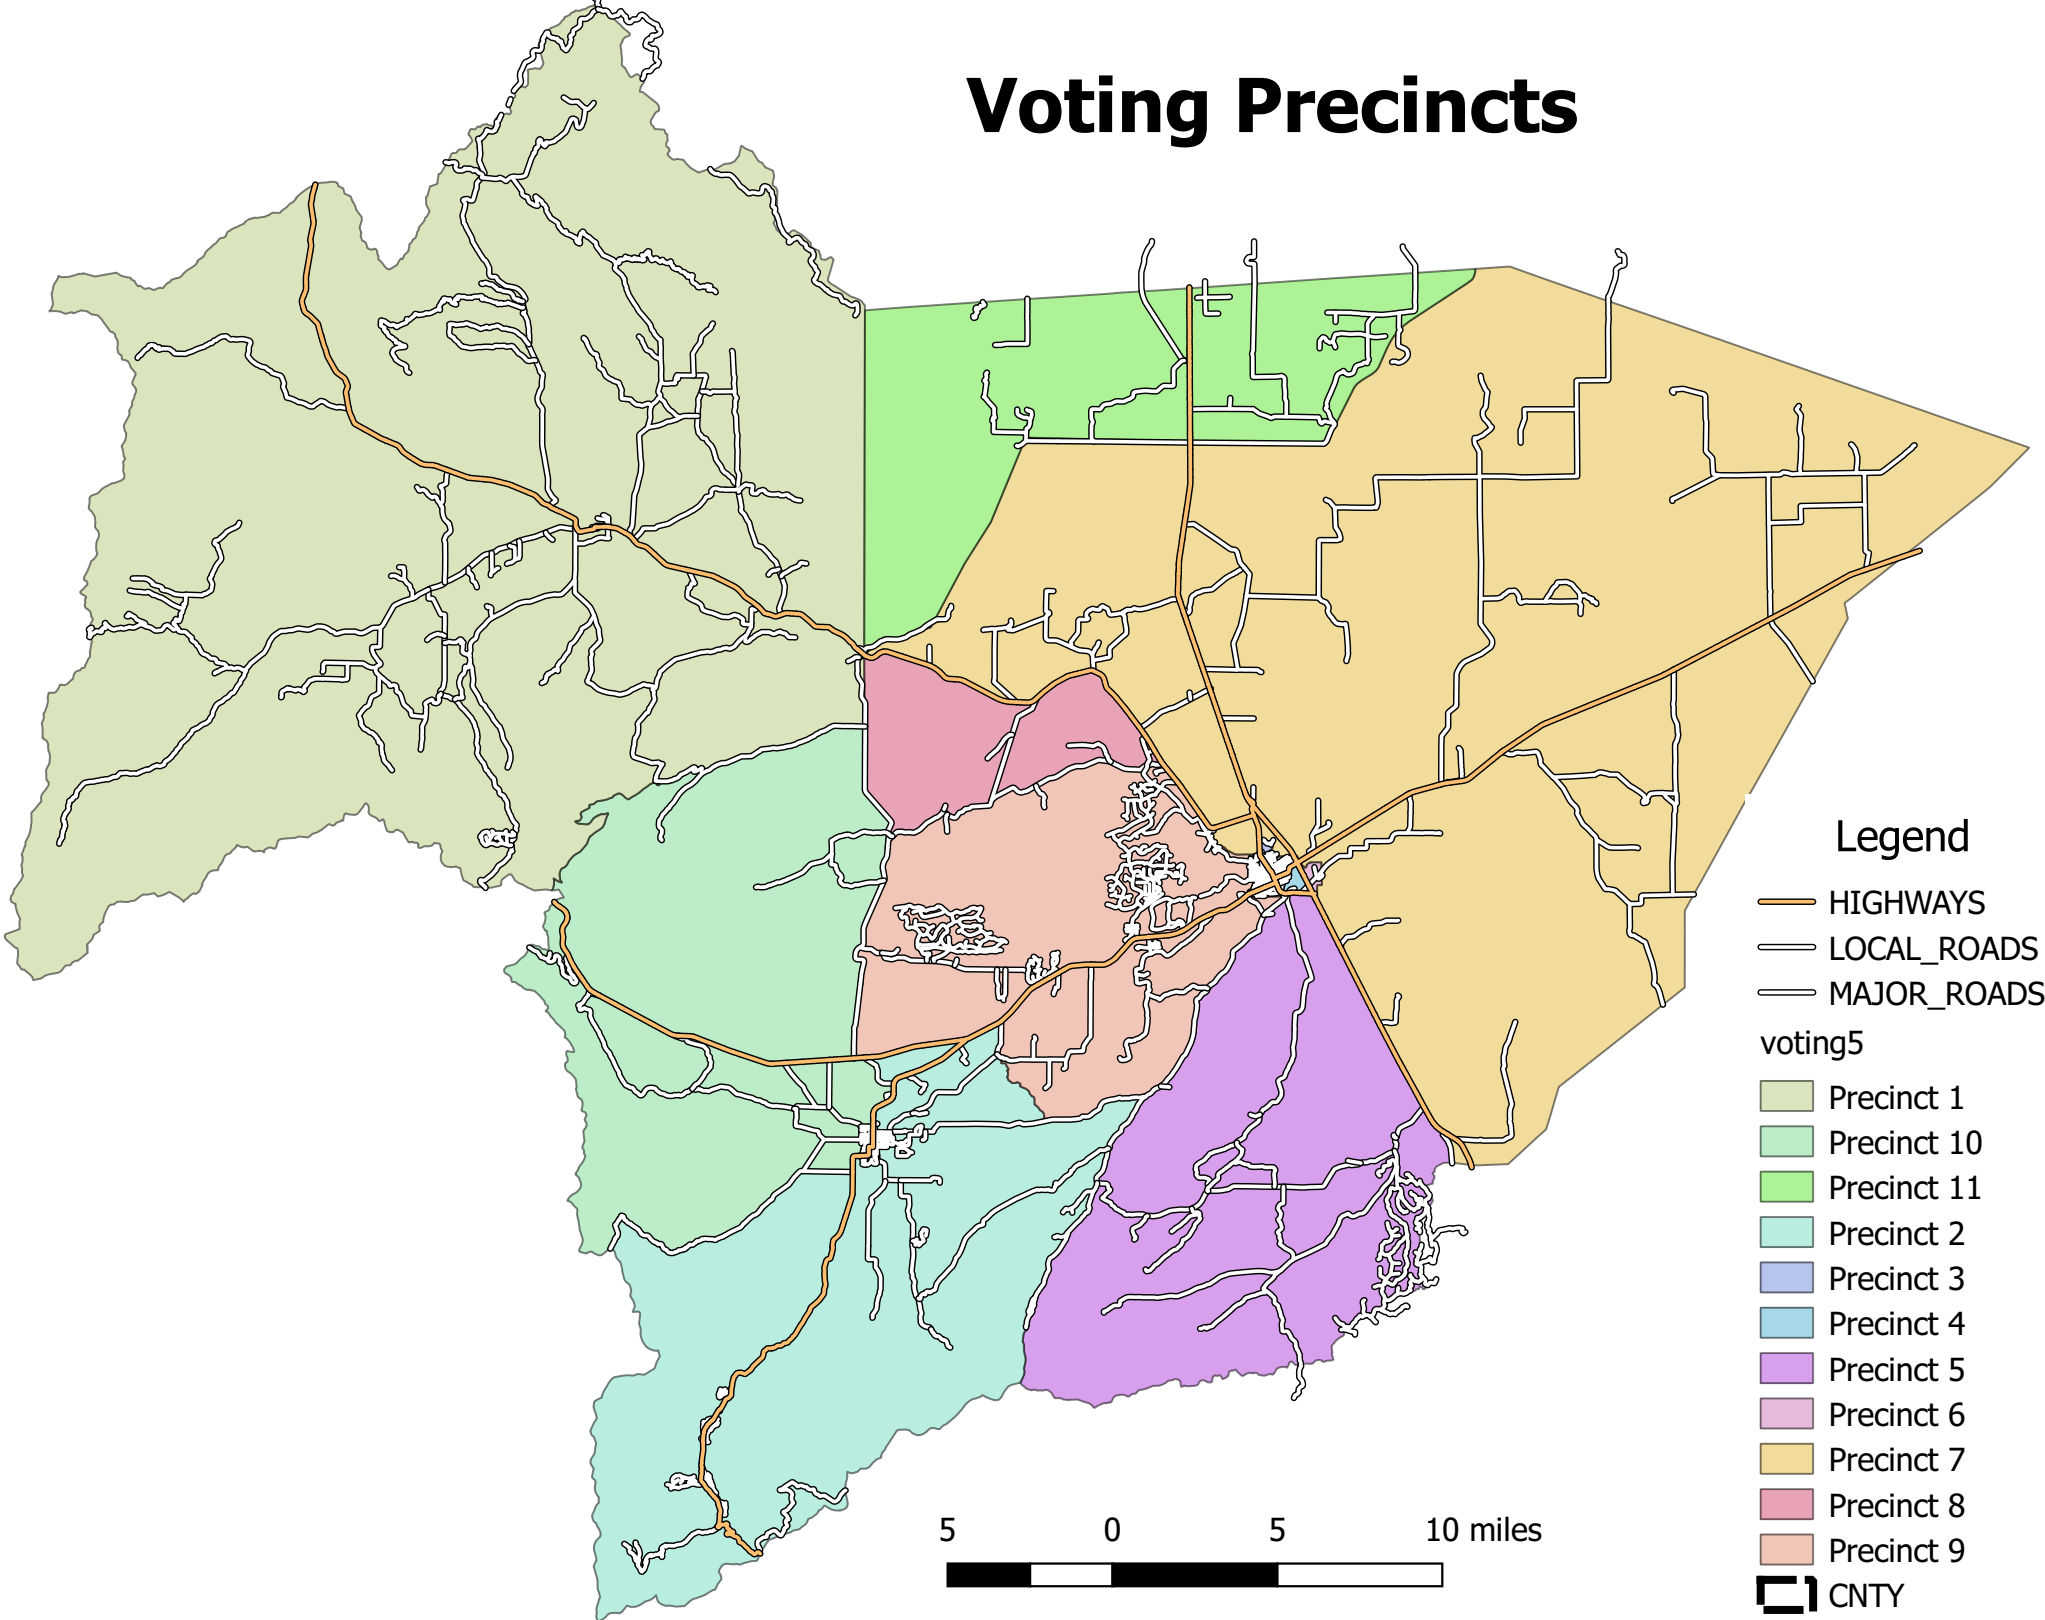 Voting Precincts
Legend
HIGHWAYS
LOCAL_ROADS
MAJOR_ROADS
voting5
Precinct 1
Precinct 10
Precinct 11
Precinct 2
Precinct 3
Precinct 4
Precinct 5
Precinct 6
Precinct 7
Precinct 8
Precinct 9
CNTY
5 0 5 10 miles